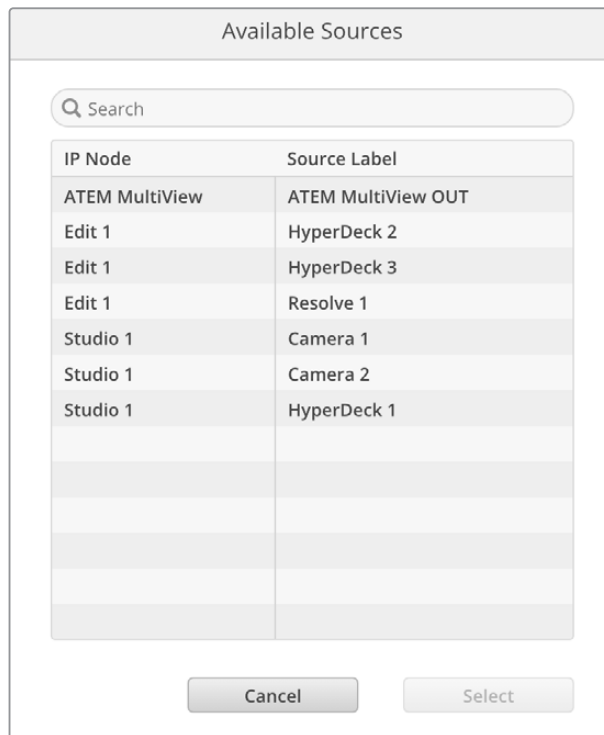 Available Sources
Search
IP Node Source Label
ATEM MultiView ATEM MultiView OUT
Edit 1 HyperDeck 2
Edit 1 HyperDeck 3
Edit 1 Resolve 1
Studio 1 Camera 1
Studio 1 Camera 2
Studio 1 HyperDeck 1
Cancel Select